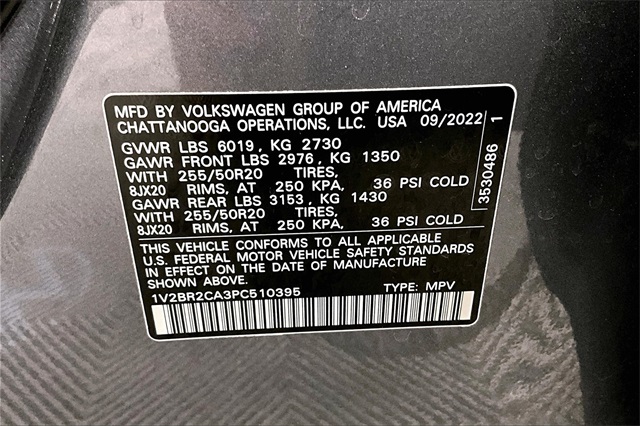 MFD BY VOLKSWAGEN GROUP OF AMERICA
CHATTANOOGA OPERATIONS, LLC. USA 09/2022
GVWR LBS 6019, KG 2730
GAWR FRONT LBS 2976, KG 1350
WITH 255/50R20 TIRES,
8JX20 RIMS, AT 250 KPA, 36 PSI COLD
GAWR REAR LBS 3153, KG 1430
WITH 255/50R20 TIRES,
8JX20 RIMS, AT 250 KPA, 36 PSI COLD
THIS VEHICLE CONFORMS TO ALL APPLICABLE
U.S. FEDERAL MOTOR VEHICLE SAFETY STANDARDS
IN EFFECT ON THE DATE OF MANUFACTURE
SHOWN ABOVE.
1V2BR2CA3PC510395 TYPE: MPV
3530486 1